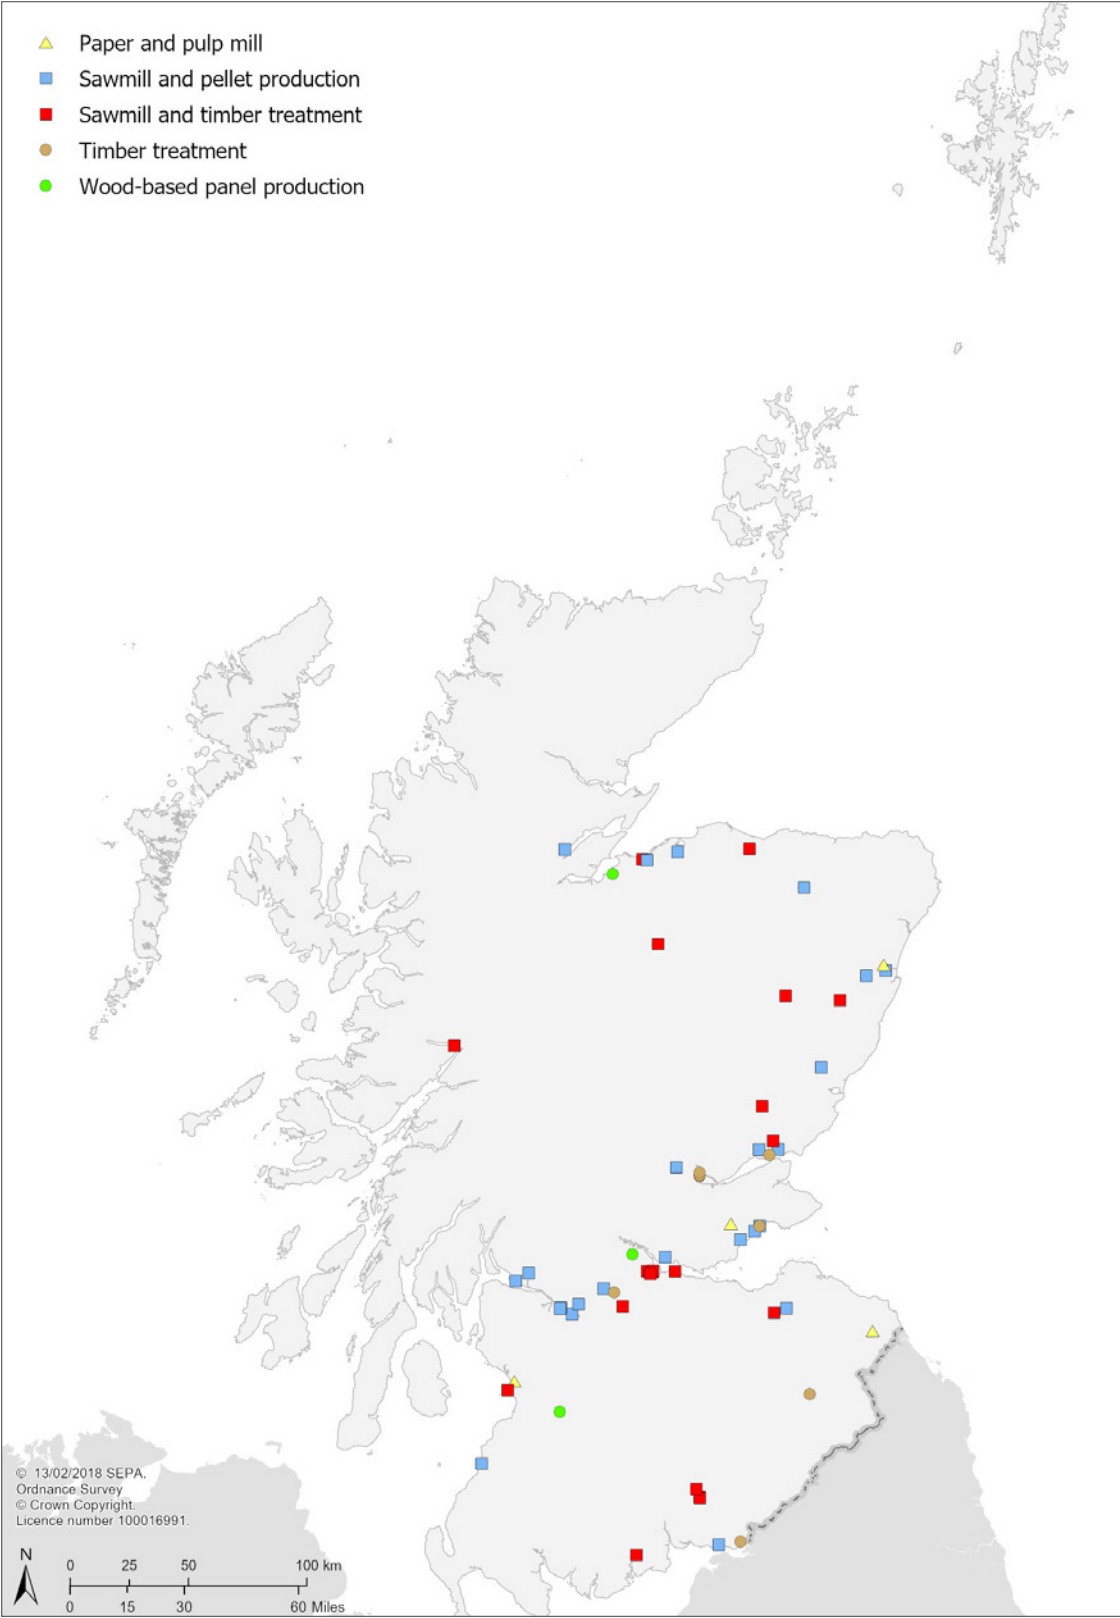 Paper and pulp mill
Sawmill and pellet production
Sawmill and timber treatment
Timber treatment
Wood-based panel production
© 13/02/2018 SEPA,
Ordnance Survey
© Crown Copyright.
Licence number 100016991.
N
0 25 50 100 km
0 15 30 60 Miles